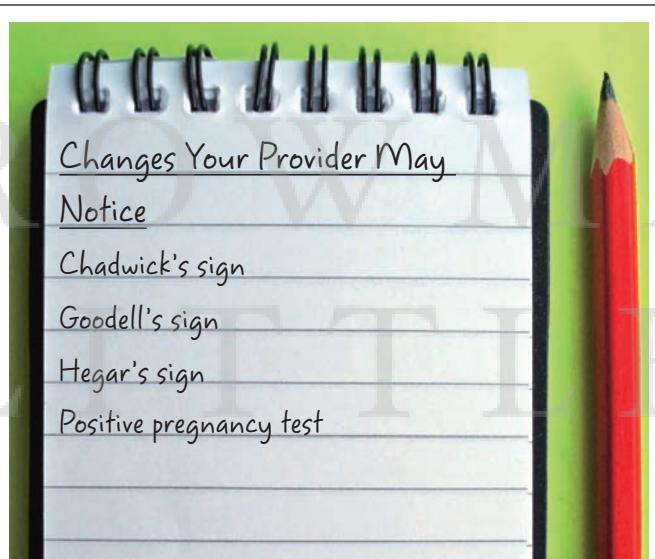 Changes Your Provider May
Notice
Chadwick's sign
Goodell's sign
Hegar's sign
Positive pregnancy test